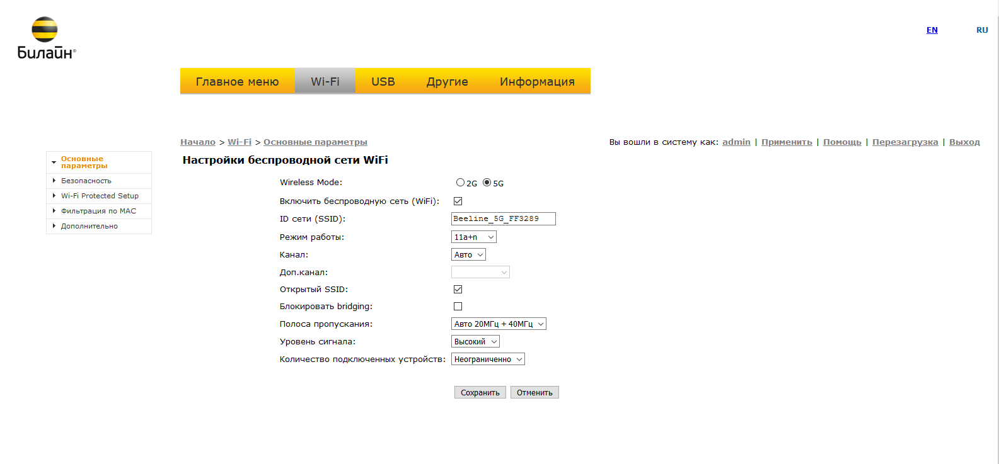 Билайн®
EN RU
Главное меню Wi-Fi USB Другие Информация
Начало > Wi-Fi > Основные параметры
Вы вошли в систему как: admin | Применить | Помощь | Перезагрузка | Выход
Основные
параметры
Безопасность
Wi-Fi Protected Setup
Фильтрация по MAC
Дополнительно
Настройки беспроводной сети WiFi
Wireless Mode: 2G 5G
Включить беспроводную сеть (WiFi):
ID сети (SSID): Beeline_5G_FF3289
Режим работы: 11a+n
Канал: Авто
Доп.канал:
Открытый SSID:
Блокировать bridging:
Полоса пропускания: Авто 20МГц + 40МГц
Уровень сигнала: Высокий
Количество подключенных устройств: Неограниченно
Сохранить Отменить